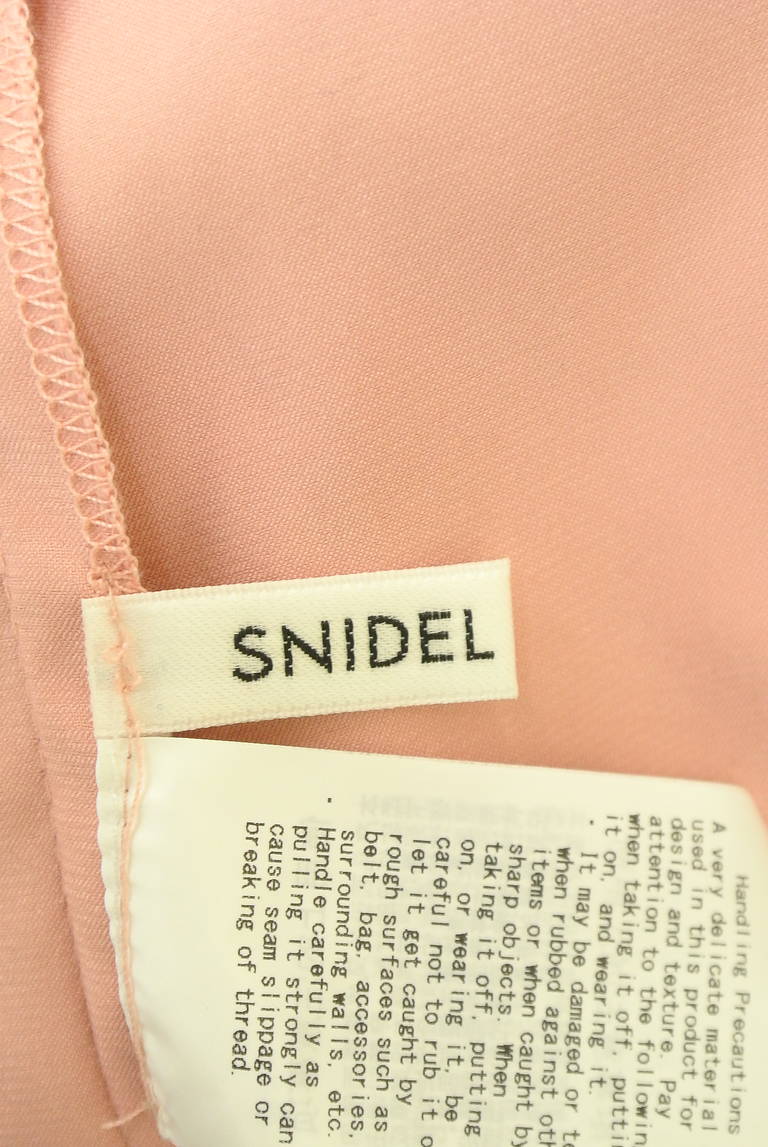 SNIDEL
Handling Precautions
A very delicate material
used in this product for
design and texture. Pay
attention to the
when taking it off,
it on, and wearing it.
· It may be damaged or
when rubbed against
items or when caught by
sharp objects. When
taking it off, putting
on, or wearing it, be
careful not to rub it
let it get caught by
rough surfaces such as
belt, bag, accessories,
surrounding walls, etc.
· Handle carefully as
pulling it strongly can
cause seam slippage or
breaking of thread.